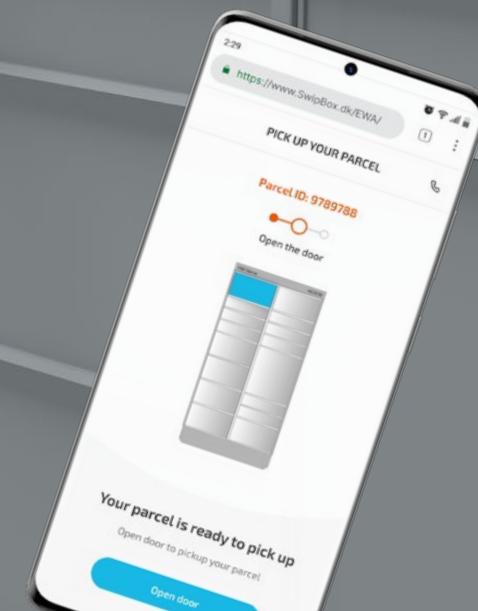 2:29
https://www.SwipBox.dk/EWA/
PICK UP YOUR PARCEL
Parcel ID: 9789788
Open the door
Your parcel is ready to pick up
Open door to pickup your parcel
Open door